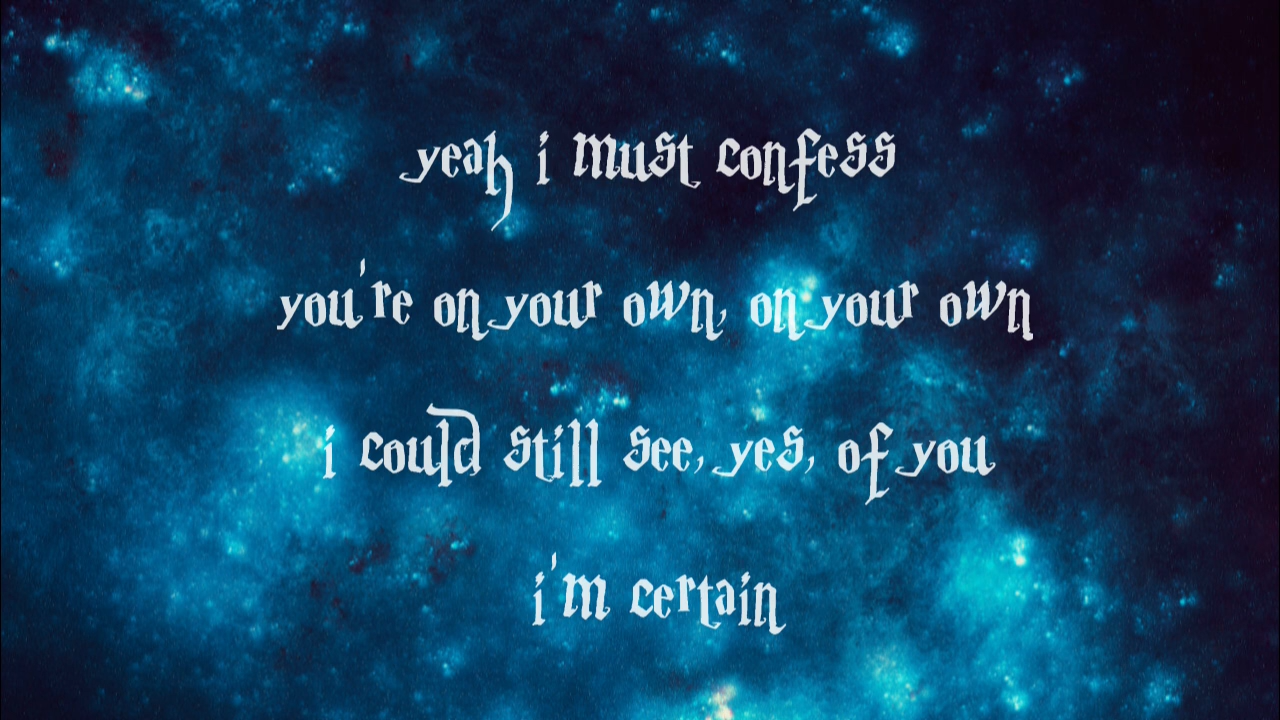 yeah i must confess
you're on your own, on your own
i could still see, yes, of you
i'm certain